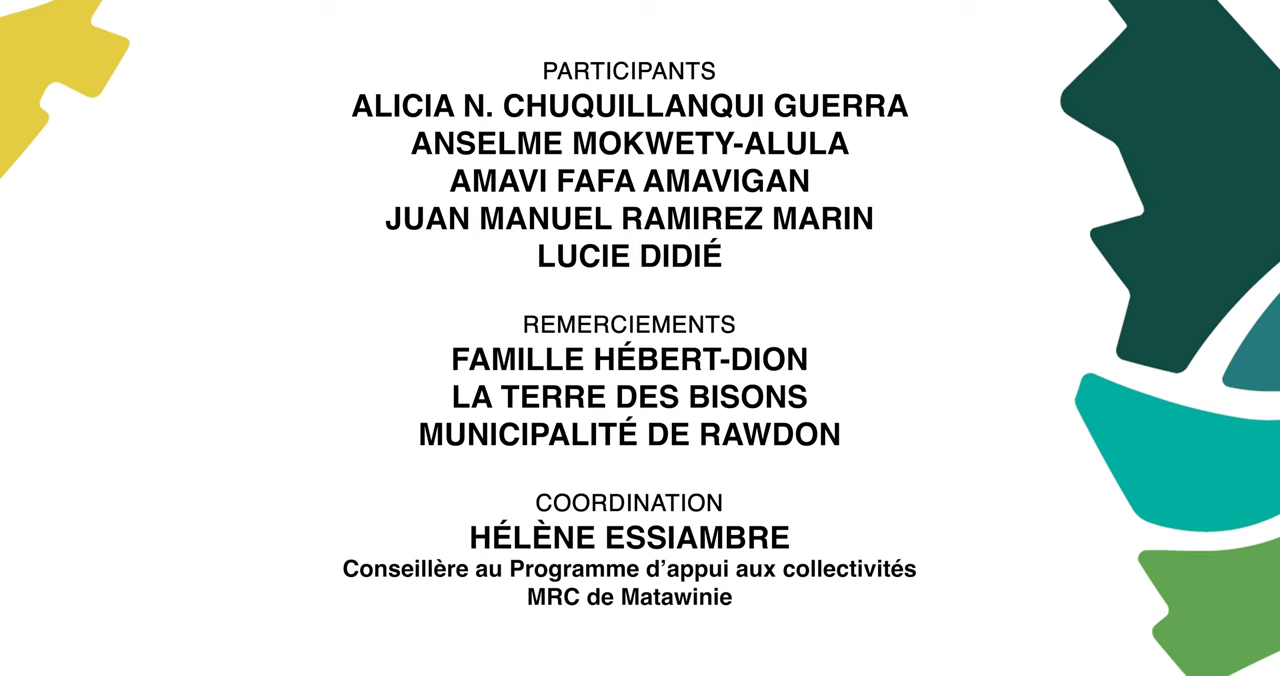 PARTICIPANTS
ALICIA N. CHUQUILLANQUI GUERRA
ANSELME MOKWETY-ALULA
AMAVI FAFA AMAVIGAN
JUAN MANUEL RAMIREZ MARIN
LUCIE DIDIÉ
REMERCIEMENTS
FAMILLE HÉBERT-DION
LA TERRE DES BISONS
MUNICIPALITÉ DE RAWDON
COORDINATION
HÉLÈNE ESSIAMBRE
Conseillère au Programme d’appui aux collectivités
MRC de Matawinie